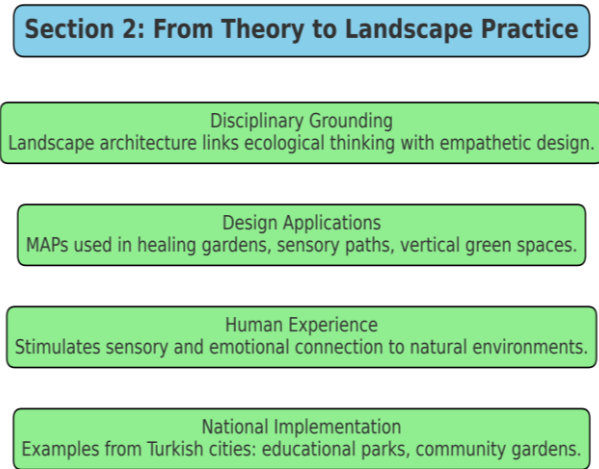 Section 2: From Theory to Landscape Practice
Disciplinary Grounding
Landscape architecture links ecological thinking with empathetic design.
Design Applications
MAPs used in healing gardens, sensory paths, vertical green spaces.
Human Experience
Stimulates sensory and emotional connection to natural environments.
National Implementation
Examples from Turkish cities: educational parks, community gardens.